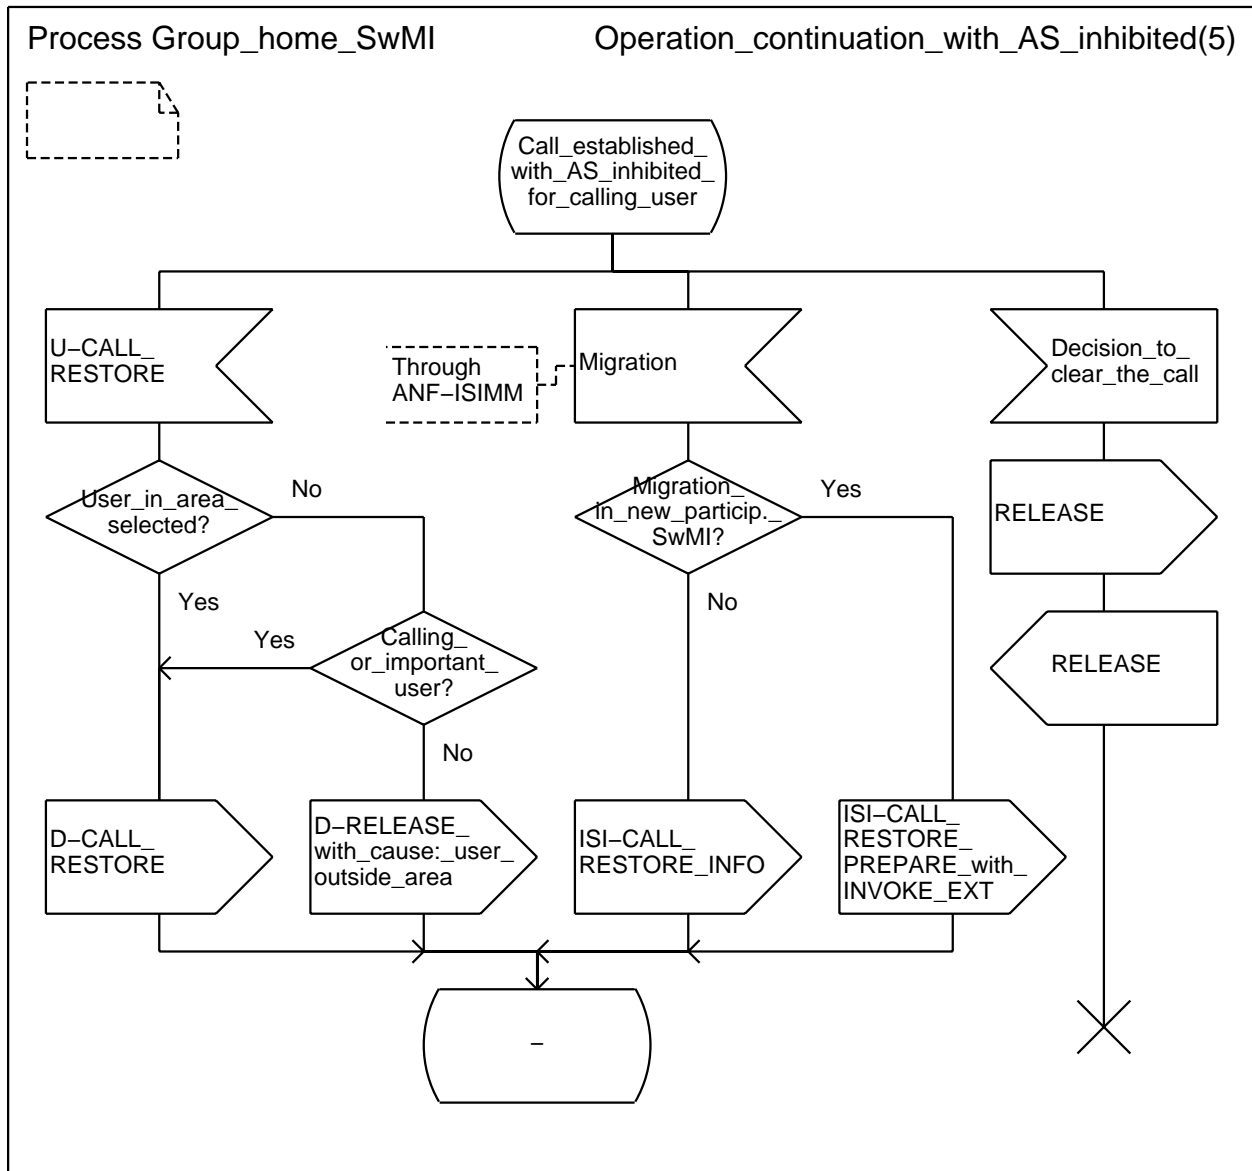 Process Group_home_SwMI
Operation_continuation_with_AS_inhibited(5)
Call_established_
with_AS_inhibited_
for_calling_user
U−CALL_
RESTORE
Through
ANF−ISIMM
Migration
Decision_to_
clear_the_call
User_in_area_
selected?
No
Migration_
in_new_particip._
SwMI?
Yes
RELEASE
Yes
No
Yes
Calling_
or_important_
user?
RELEASE
No
D−CALL_
RESTORE
D−RELEASE_
with_cause:_user_
outside_area
ISI−CALL_
RESTORE_INFO
ISI−CALL_
RESTORE_
PREPARE_with_
INVOKE_EXT
−